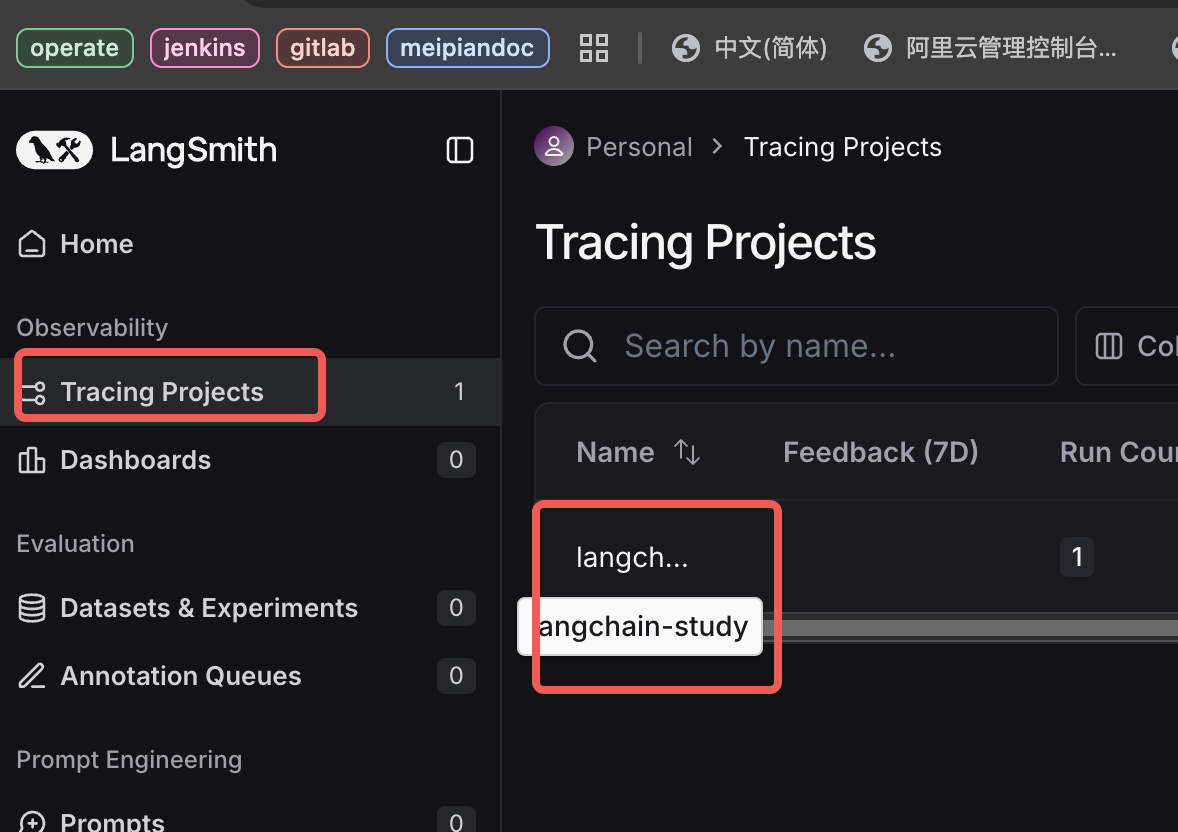 operate jenkins gitlab meipiandoc 中文(简体) 阿里云管理控制台...
LangSmith
Personal > Tracing Projects
Home
Tracing Projects
Observability
Search by name...
Col
Tracing Projects 1
Dashboards 0
Name Feedback (7D) Run Cour
Evaluation
langch... 1
Datasets & Experiments 0
angchain-study
Annotation Queues 0
Prompt Engineering
Prompts 0